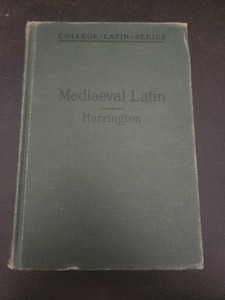 COLLEGE • LATIN • SERIES
Mediaeval Latin
Harrington